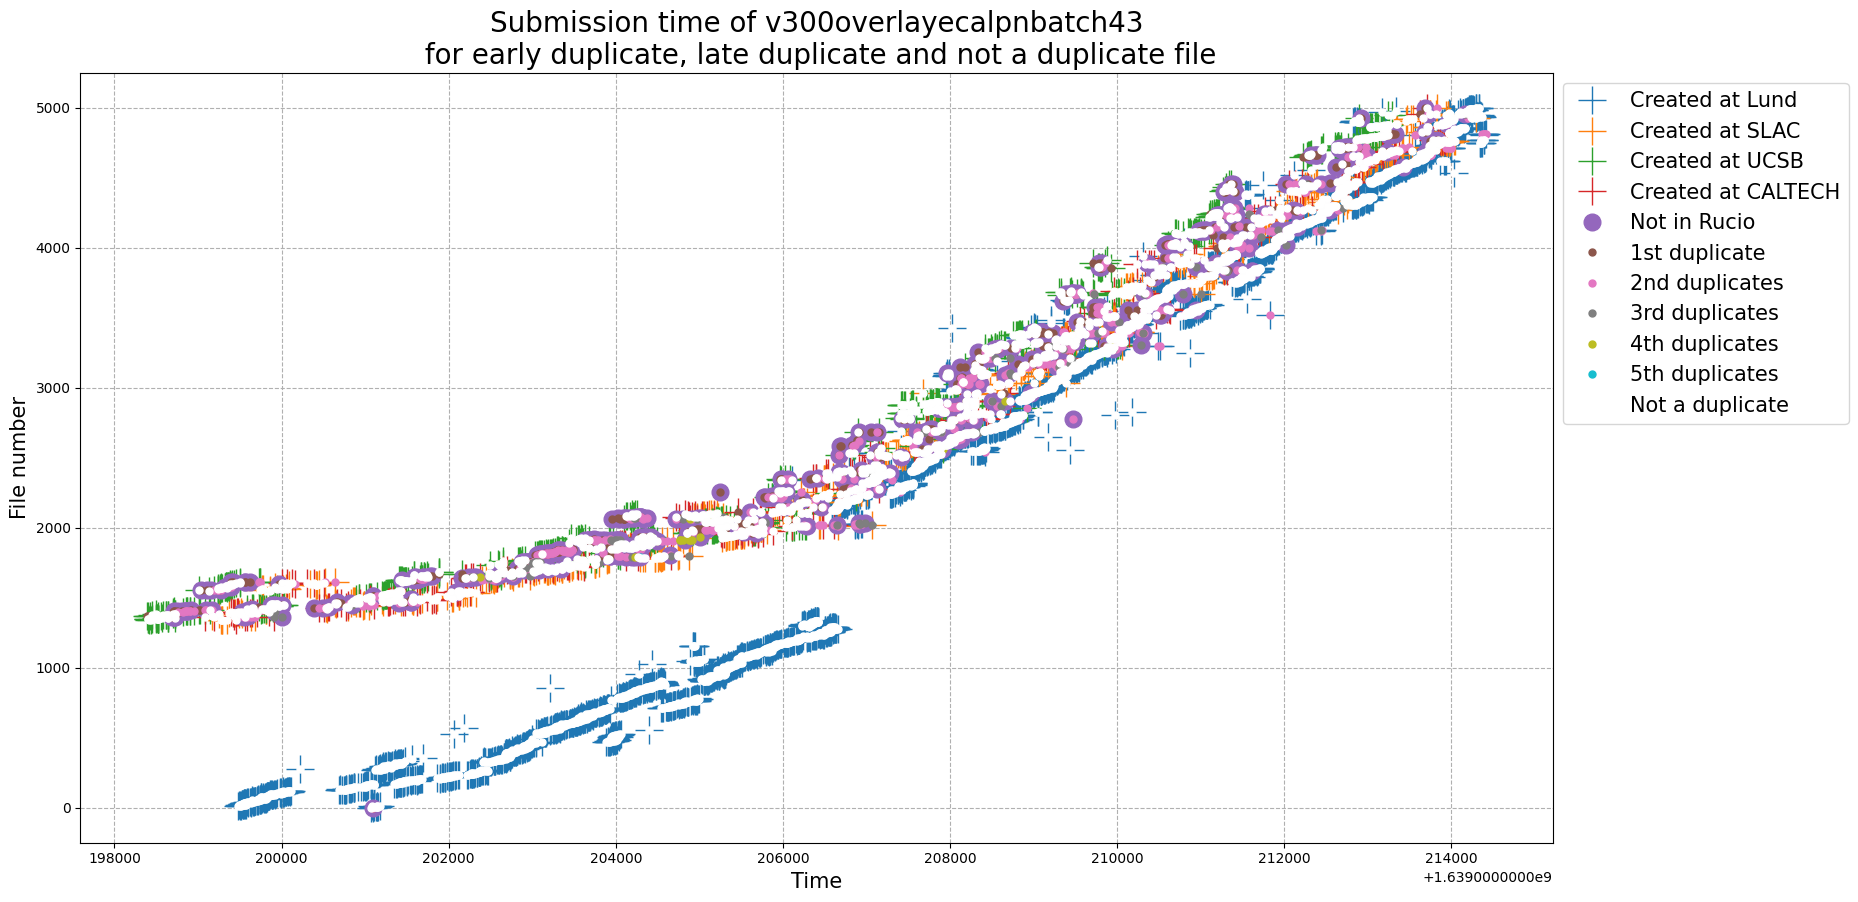 Submission time of v300overlayecalpnbatch43
for early duplicate, late duplicate and not a duplicate file
5000
4000
3000
2000
1000
0
File number
198000
200000
202000
204000
206000
208000
210000
212000
214000
+1.6390000000e9
Time
Created at Lund
Created at SLAC
Created at UCSB
Created at CALTECH
Not in Rucio
1st duplicate
2nd duplicates
3rd duplicates
4th duplicates
5th duplicates
Not a duplicate